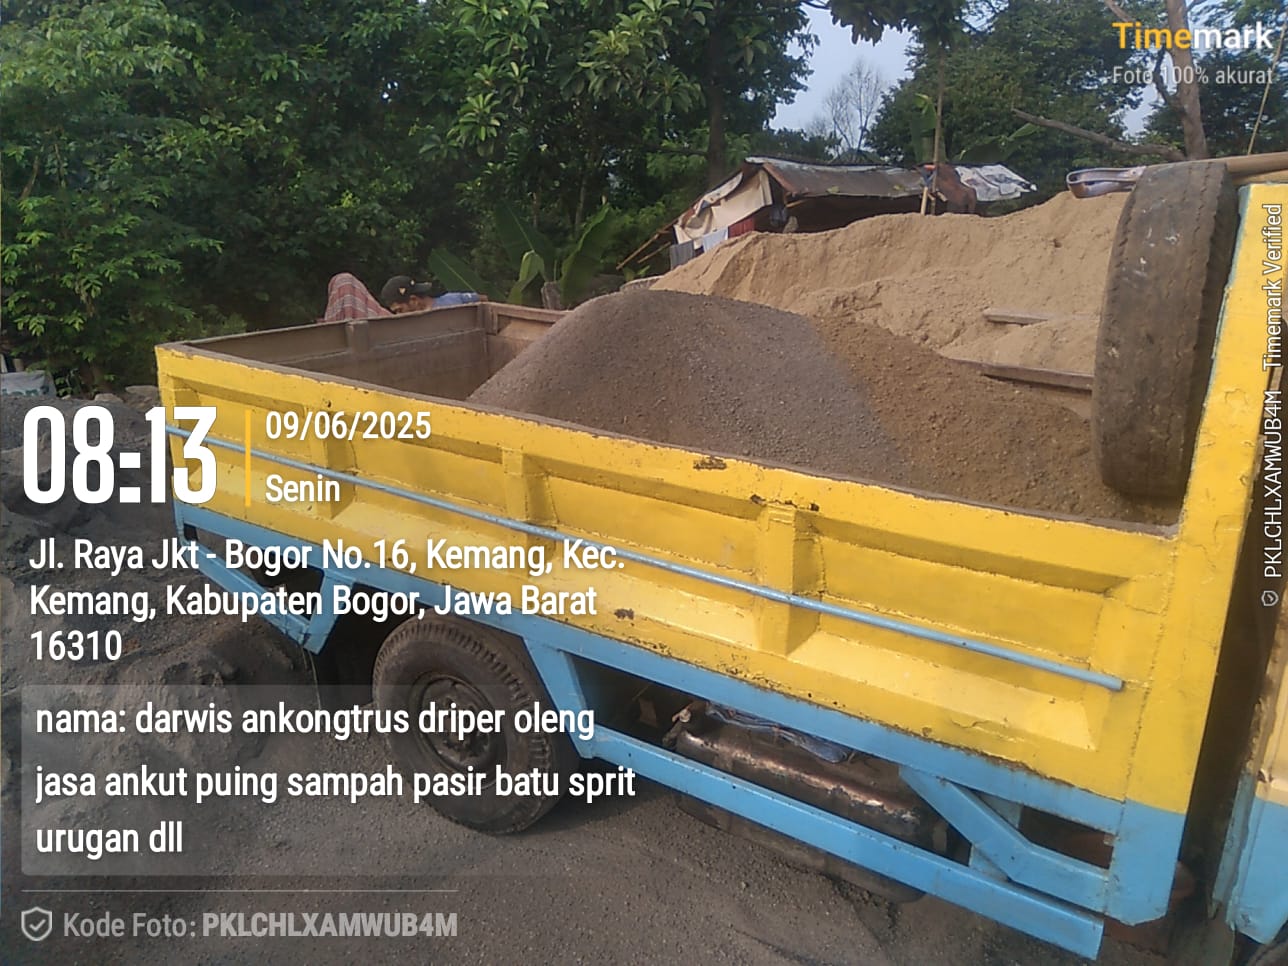 Timemark
Foto 100% akurat
08:13
09/06/2025
Senin
Jl. Raya Jkt - Bogor No.16, Kemang, Kec.
Kemang, Kabupaten Bogor, Jawa Barat
16310
nama: darwis ankongtrus driper oleng
jasa ankut puing sampah pasir batu sprit
urugan dll
Kode Foto: PKLCHLXAMWUB4M
PKLCHLXAMWUB4M Timemark Verified